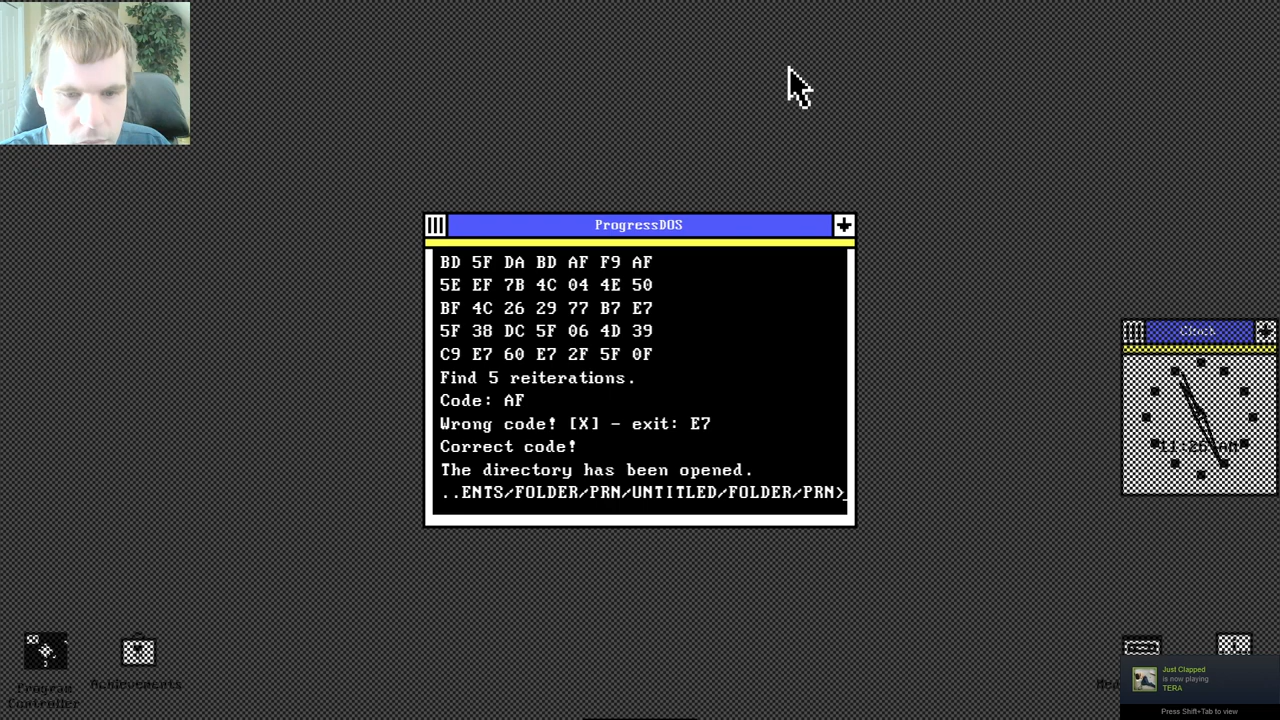 ProgressDOS
BD 5F DA BD AF F9 AF
5E EF 7B 4C 04 4E 50
BF 4C 26 29 77 B7 E7
5F 38 DC 5F 06 4D 39
C9 E7 60 E7 2F 5F 0F
Find 5 reiterations.
Code: AF
Wrong code! [X] - exit: E7
Correct code!
The directory has been opened.
..ENTS/FOLDER/PRN/UNTITLED/FOLDER/PRN>_
Clock
Program
Controller
Achievements
Just Clapped
is now playing
TERA
Press Shift+Tab to view